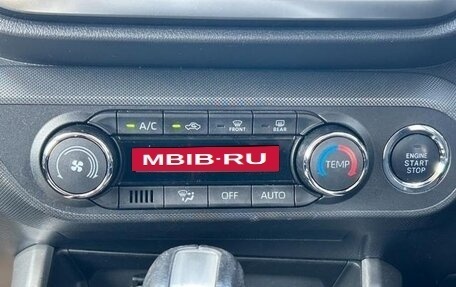 A/C
FRONT
REAR
MBIB-RU
TEMP
ENGINE
START
STOP
OFF
AUTO